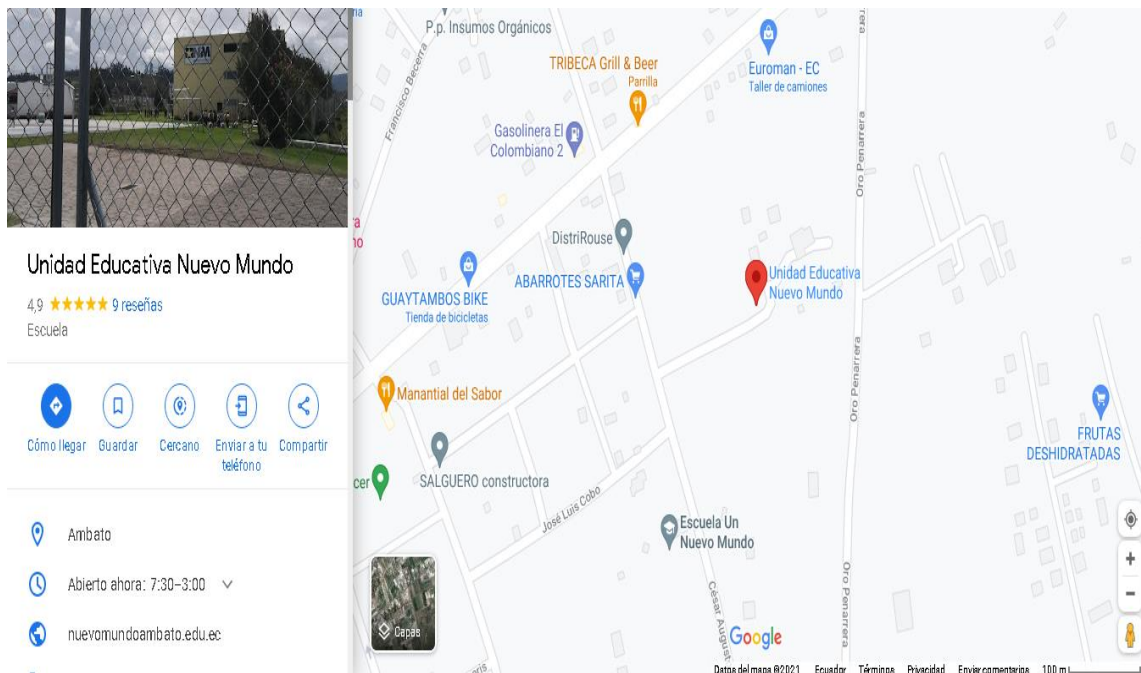 Unidad Educativa Nuevo Mundo
4,9
9 reseñas
Escuela
Cómo llegar
Guardar
Cercano
Enviar a tu
teléfono
Compartir
Ambato
Abierto ahora: 7:30–3:00
nuevomundoambato.edu.ec
P.p. Insumos Orgánicos
Francisco Becerra
TRIBECA Grill & Beer
Parrilla
Euroman - EC
Taller de camiones
Gasolinera El
Colombiano 2
Oro Penarrera
DistriRouse
ABARROTES SARITA
GUAYTAMBOS BIKE
Tienda de bicicletas
Unidad Educativa
Nuevo Mundo
Oro Penarrera
Oro Penarrera
Manantial del Sabor
FRUTAS
DESHIDRATADAS
SALGUERO constructora
José Luis Cobo
Escuela Un
Nuevo Mundo
Oro Penarrera
Oro Penarrera
Capas
Google
Datos del mapa ©2021 Ecuador Términos Privacidad Enviar comentarios 100 m